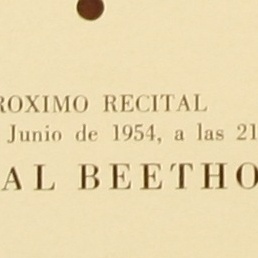 ROXIMO RECITAL
Junio de 1954, a las 21
AL BEETHO